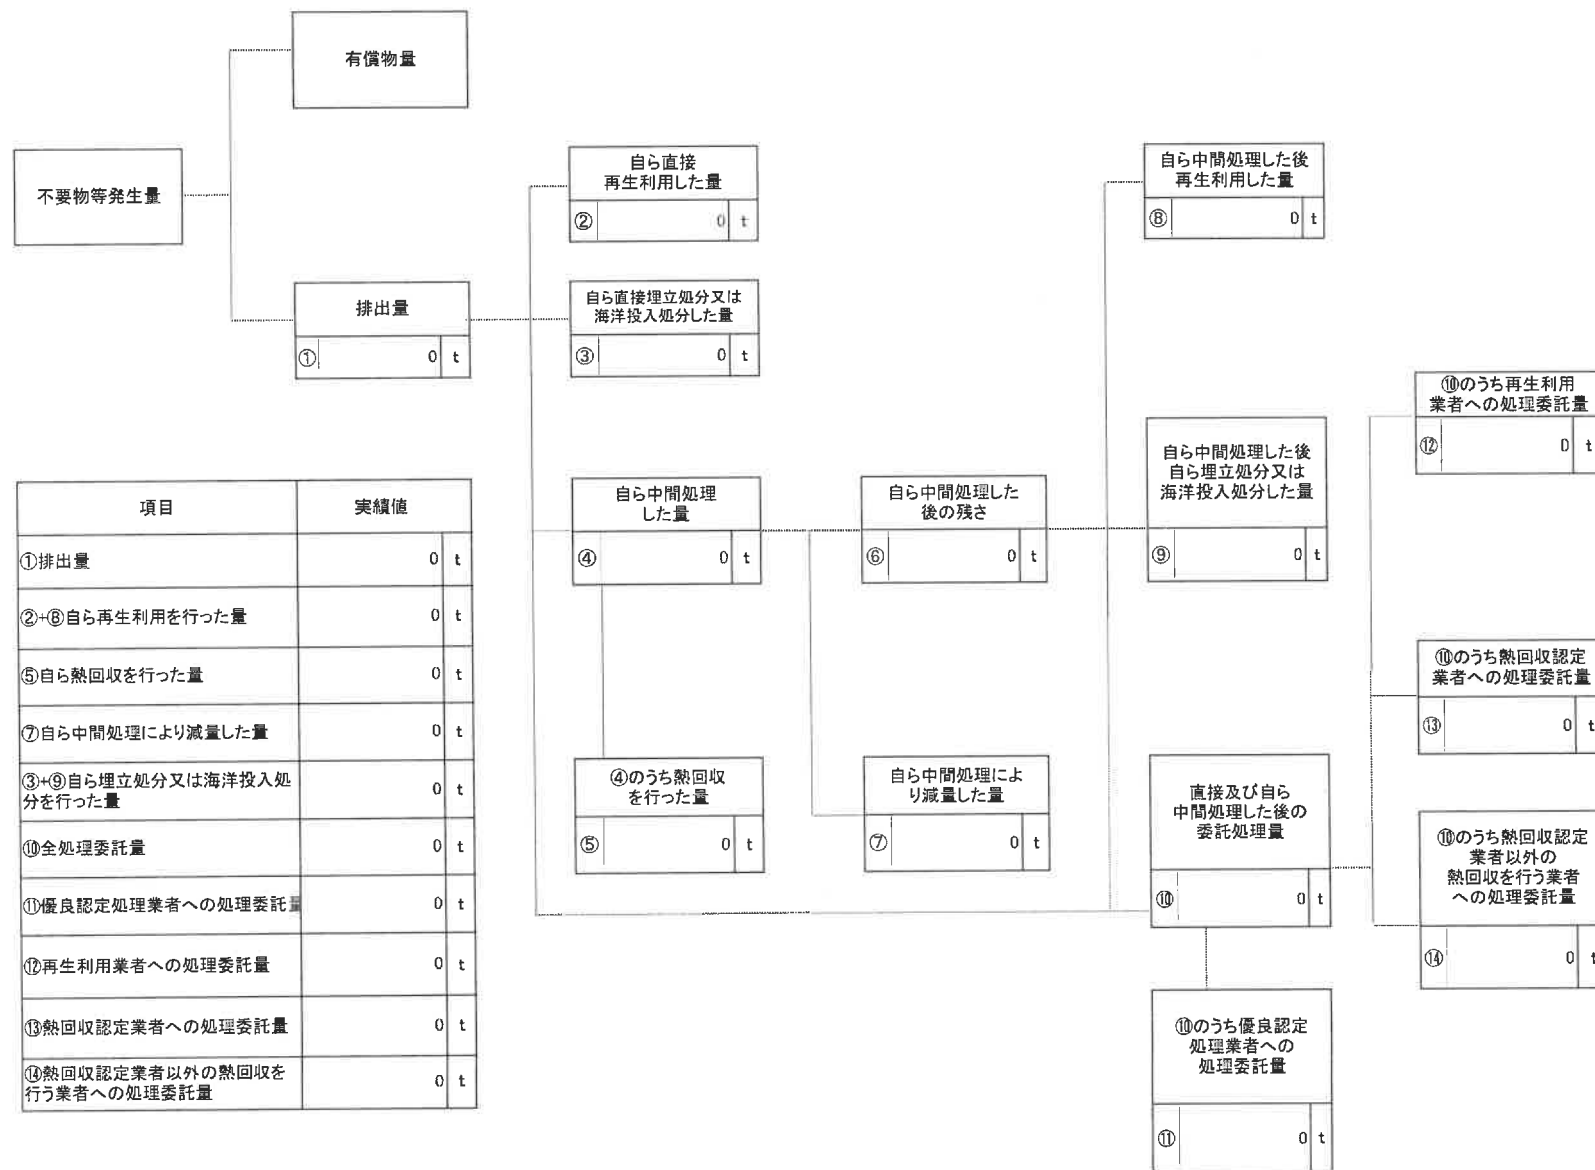 有償物量
不要物等発生量
排出量
① 0 t
自ら直接
再生利用した量
② 0 t
自ら直接埋立処分又は
海洋投入処分した量
③ 0 t
自ら中間処理
した量
④ 0 t
④のうち熱回収
を行った量
⑤ 0 t
自ら中間処理した
後の残さ
⑥ 0 t
自ら中間処理によ
り減量した量
⑦ 0 t
自ら中間処理した後
再生利用した量
⑧ 0 t
自ら中間処理した後
自ら埋立処分又は
海洋投入処分した量
⑨ 0 t
直接及び自ら
中間処理した後の
委託処理量
⑩ 0 t
⑩のうち優良認定
処理業者への
処理委託量
⑪ 0 t
⑩のうち再生利用
業者への処理委託量
⑫ 0 t
⑩のうち熱回収認定
業者への処理委託量
⑬ 0 t
⑩のうち熱回収認定
業者以外の
熱回収を行う業者
への処理委託量
⑭ 0 t
項目 実績値
①排出量 0 t
②+⑧自ら再生利用を行った量 0 t
⑤自ら熱回収を行った量 0 t
⑦自ら中間処理により減量した量 0 t
③+⑨自ら埋立処分又は海洋投入処
分を行った量 0 t
⑩全処理委託量 0 t
⑪優良認定処理業者への処理委託量 0 t
⑫再生利用業者への処理委託量 0 t
⑬熱回収認定業者への処理委託量 0 t
⑭熱回収認定業者以外の熱回収を
行う業者への処理委託量 0 t